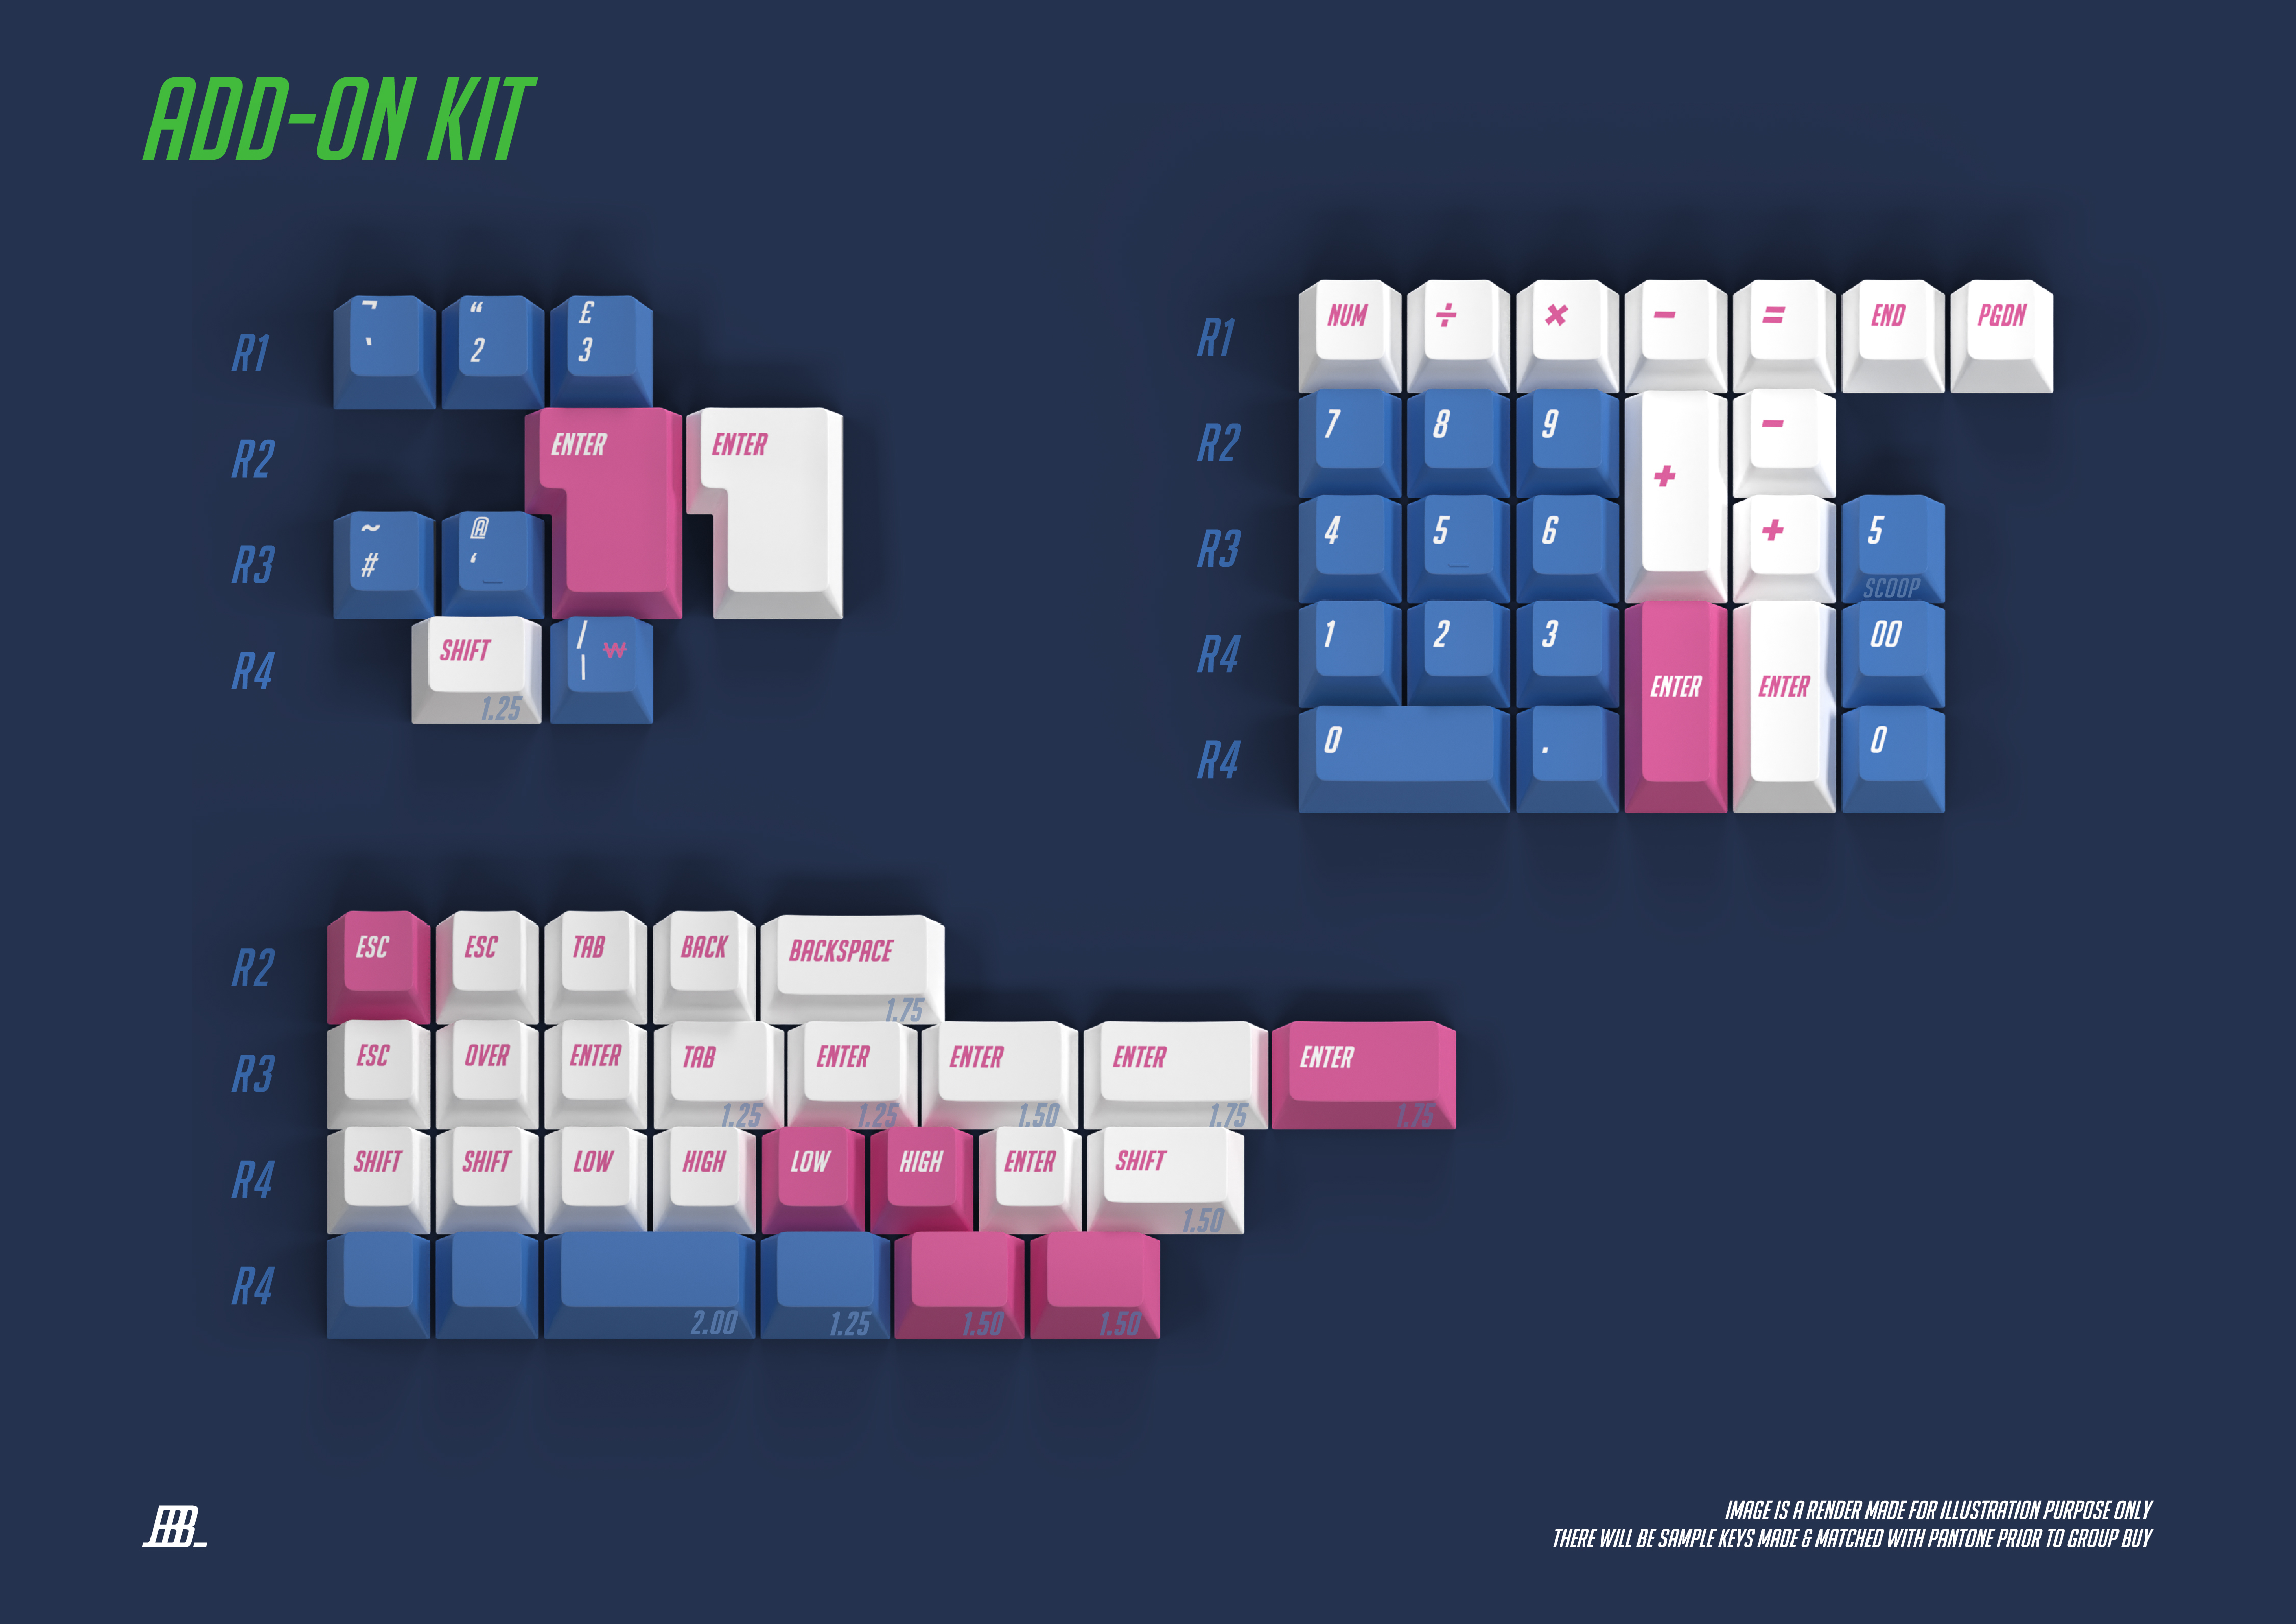 ADD-ON KIT
R1
¬ “ £
` 2 3
R2
ENTER ENTER
R3
~ @
# ‘
R4
SHIFT / ₩
|
1.25
R1
NUM ÷ × − = END PGDN
R2
7 8 9 + −
R3
4 5 6 + 5
SCOOP
R4
1 2 3 ENTER ENTER 00
R4
0 . 0
R2
ESC ESC TAB BACK BACKSPACE
1.75
R3
ESC OVER ENTER TAB ENTER ENTER ENTER ENTER
1.25 1.25 1.50 1.75 1.75
R4
SHIFT SHIFT LOW HIGH LOW HIGH ENTER SHIFT
1.50
R4
2.00 1.25 1.50 1.50
IMAGE IS A RENDER MADE FOR ILLUSTRATION PURPOSE ONLY
THERE WILL BE SAMPLE KEYS MADE & MATCHED WITH PANTONE PRIOR TO GROUP BUY